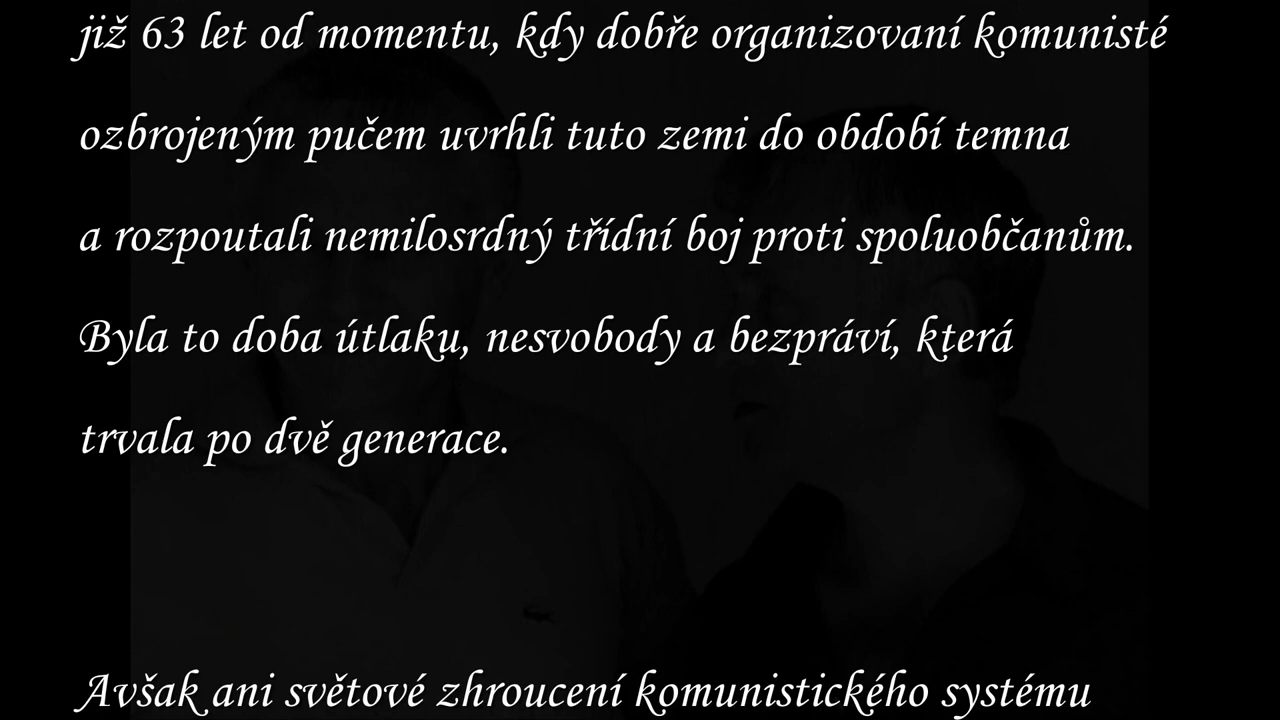 již 63 let od momentu, kdy dobře organizovaní komunisté
ozbrojeným pučem uvrhli tuto zemi do období temna
a rozpoutali nemilosrdný třídní boj proti spoluobčanům.
Byla to doba útlaku, nesvobody a bezpráví, která
trvala po dvě generace.
Avšak ani světové zhroucení komunistického systému